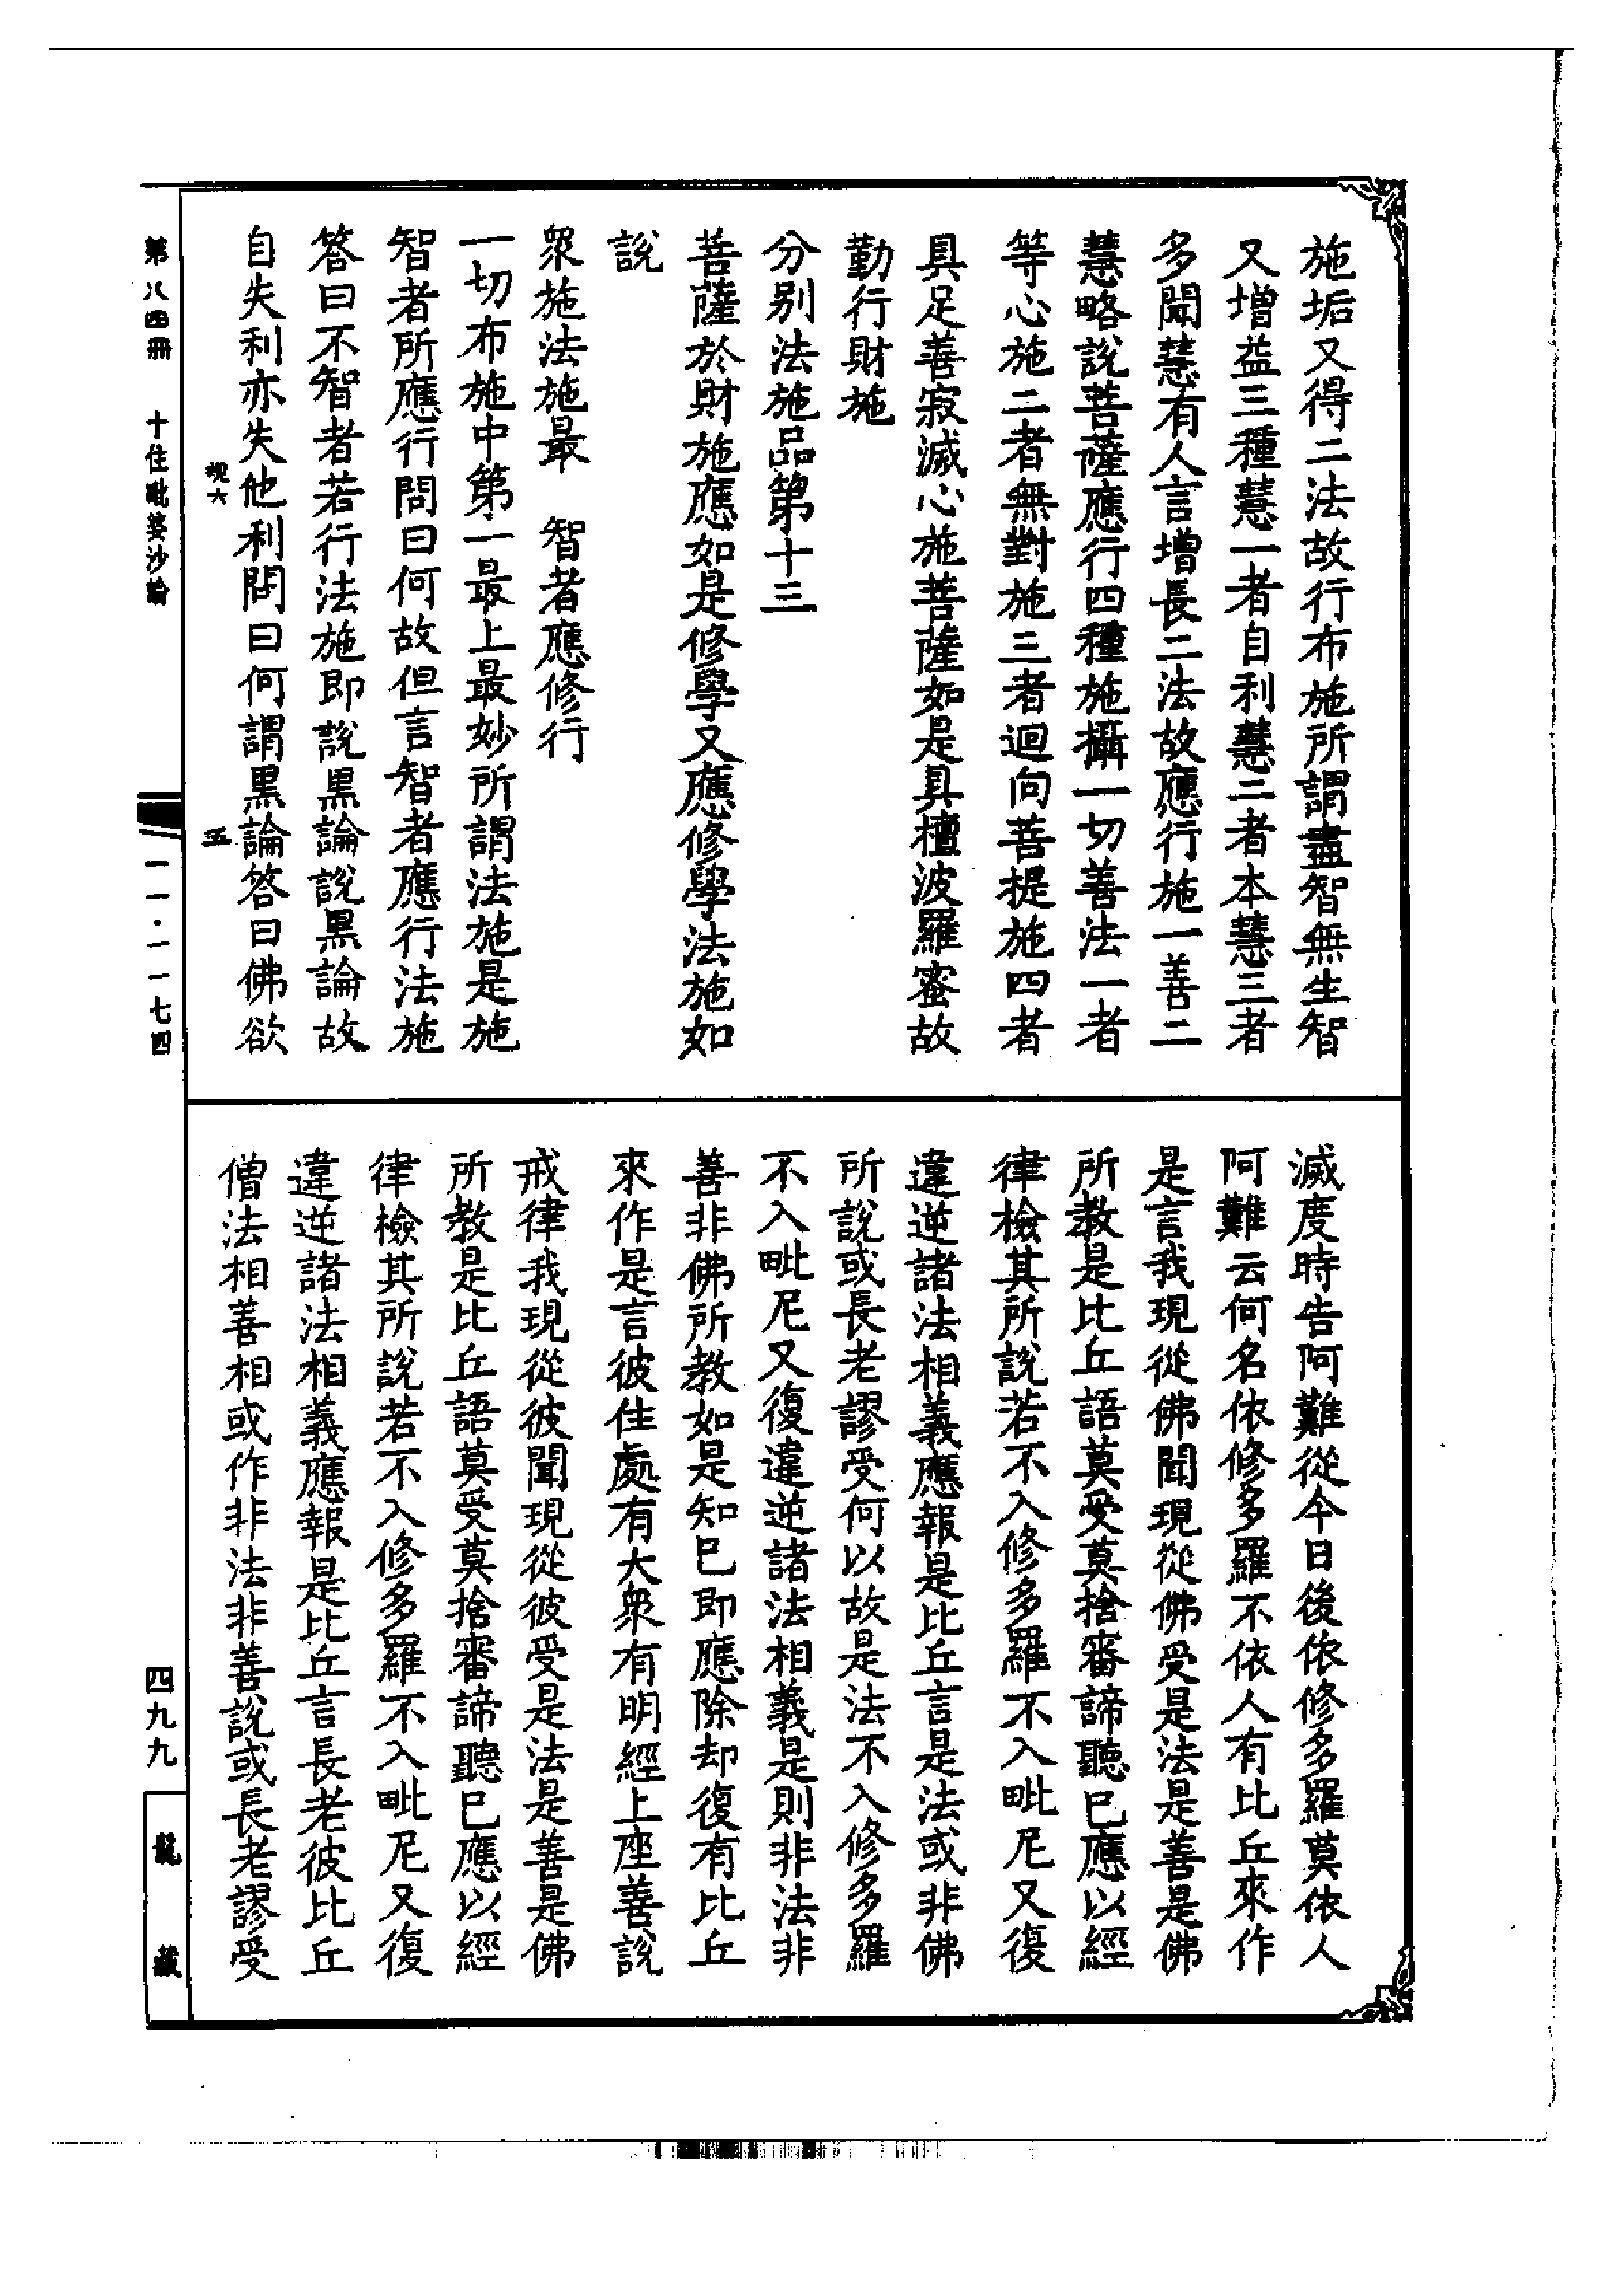 施垢又得二法故行布施所謂盡智無生智
又增益三種慧一者自利慧二者本慧三者
多聞慧有人言增長二法故應行施一善二
慧略說菩薩應行四種施攝一切善法一者
等心施二者無對施三者迴向菩提施四者
具足善寂滅心施菩薩如是具檀波羅蜜故
勤行財施
分別法施品第十三
菩薩於財施應如是修學又應修學法施如
說
衆施法施最　智者應修行
一切布施中第一最上最妙所謂法施是施
智者所應行問曰何故但言智者應行法施
答曰不智者若行法施即說黑論說黑論故
自失利亦失他利問曰何謂黑論答曰佛欲
滅度時告阿難從今日後依修多羅莫依人
阿難云何名依修多羅不依人有比丘來作
是言我現從佛聞現從佛受是法是善是佛
所教是比丘語莫受莫捨審諦聽已應以經
律檢其所說若不入修多羅不入毗尼又復
違逆諸法相義應報是比丘言是法或非佛
所說或長老謬受何以故是法不入修多羅
不入毗尼又復違逆諸法相義是則非法非
善非佛所教如是知已即應除却復有比丘
來作是言彼住處有大衆有明經上座善說
戒律我現從彼聞現從彼受是法是善是佛
所教是比丘語莫受莫捨審諦聽已應以經
律檢其所說若不入修多羅不入毗尼又復
違逆諸法相義應報是比丘言長老彼比丘
僧法相善相或作非法非善說或長老謬受
第八四冊　十住毗婆沙論
五
一一·一一七四
四九九
龍　藏